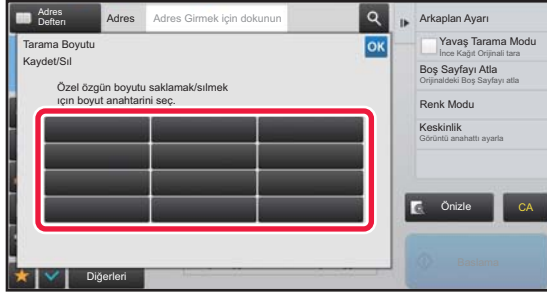 Adres
Defteri
Adres
Adres Girmek için dokunun
Tarama Boyutu
OK
Kaydet/Sil
Özel özgün boyutu saklamak/silmek
için boyut anahtarini seç.
Diğerleri
Arkaplan Ayarı
Yavaş Tarama Modu
İnce Kağıt Orijinali tara
Boş Sayfayı Atla
Orijinaldeki Boş Sayfayı atla
Renk Modu
Keskinlik
Görüntü anahattı ayarla
Önizle
CA